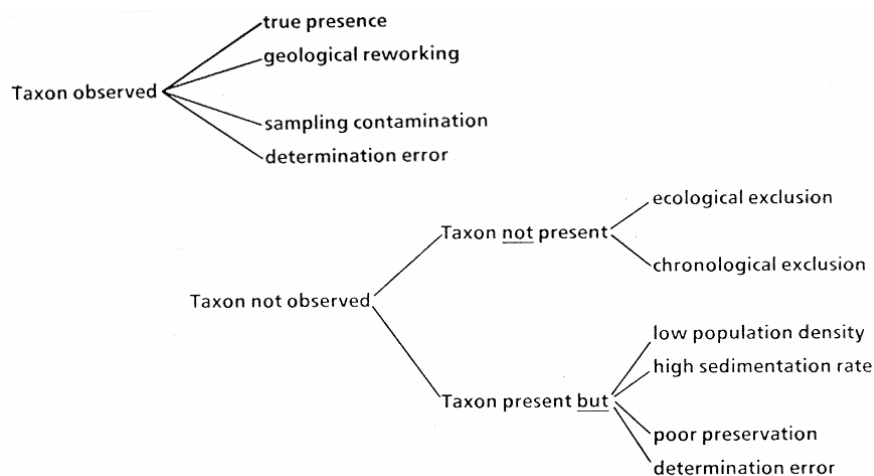 true presence
geological reworking
Taxon observed
sampling contamination
determination error
ecological exclusion
Taxon not present
chronological exclusion
Taxon not observed
low population density
high sedimentation rate
Taxon present but
poor preservation
determination error